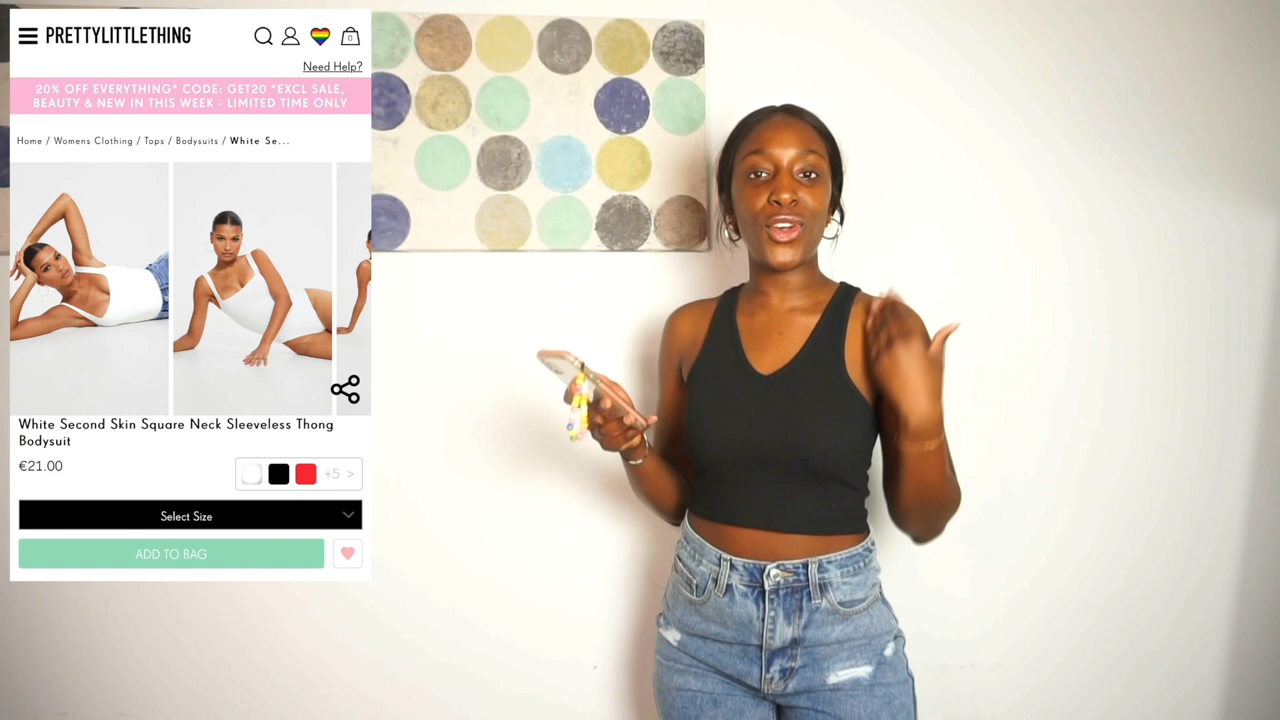 PRETTYLITTLETHING
0
Need Help?
20% OFF EVERYTHING* CODE: GET20 *EXCL SALE,
BEAUTY & NEW IN THIS WEEK - LIMITED TIME ONLY
Home / Womens Clothing / Tops / Bodysuits / White Se...
White Second Skin Square Neck Sleeveless Thong
Bodysuit
€21.00
+5 >
Select Size
ADD TO BAG